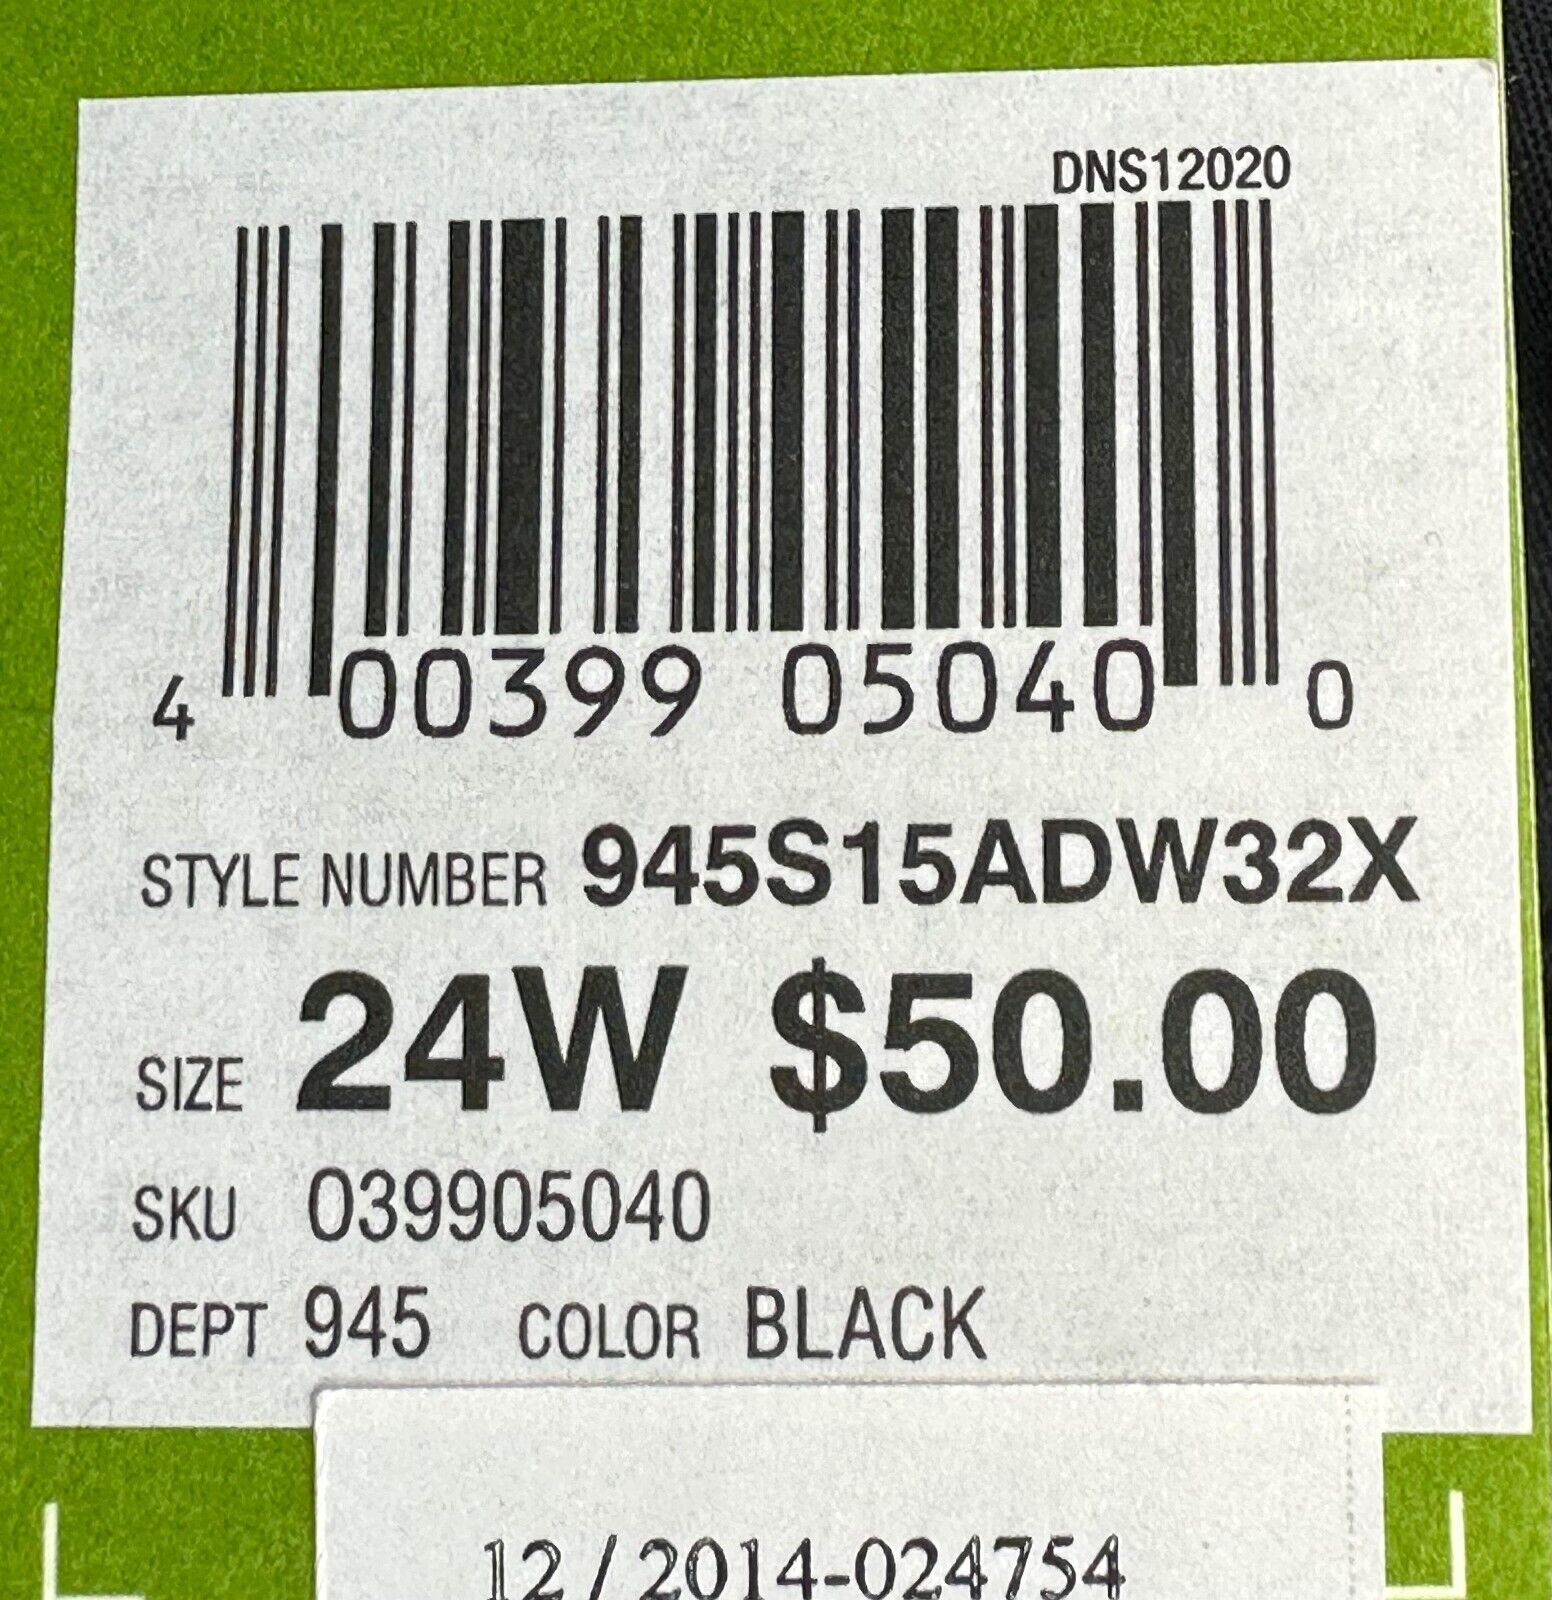 DNS12020
4 00399 05040 0
STYLE NUMBER 945S15ADW32X
SIZE 24W $50.00
SKU 039905040
DEPT 945 COLOR BLACK
12/2014-024754